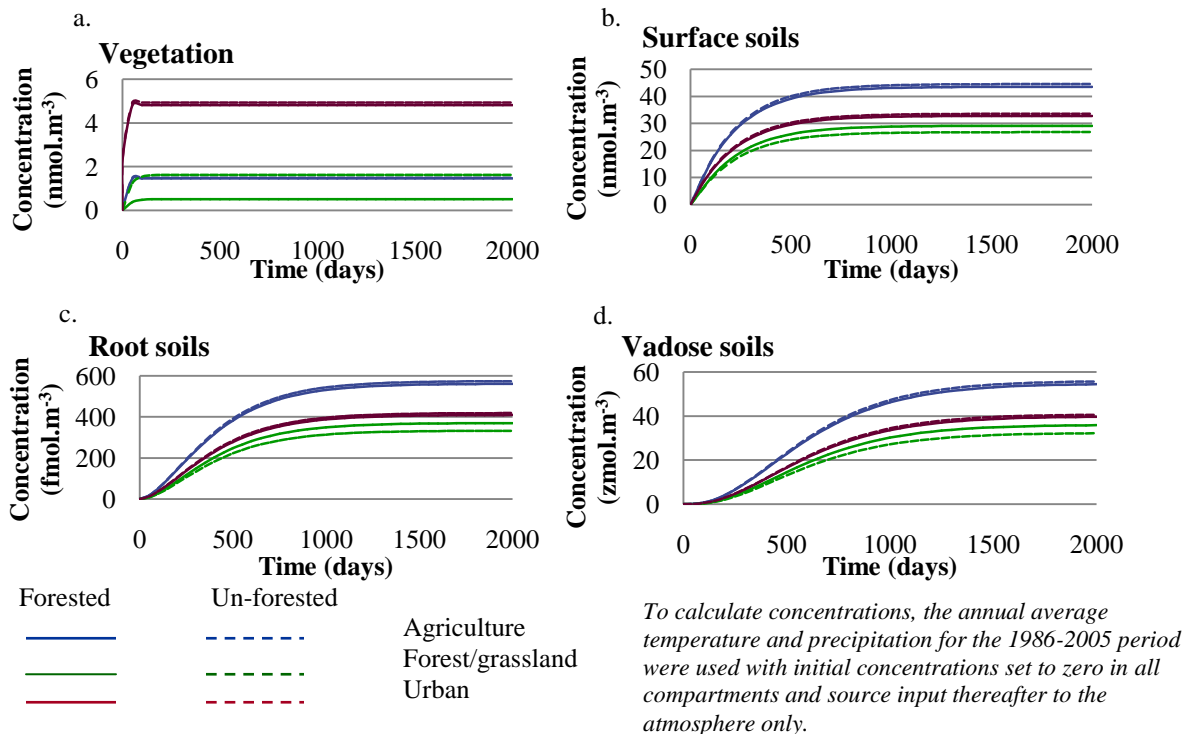 a.
Vegetation
Concentration
(nmol.m-3)
6
4
2
0
0 500 1000 1500 2000
Time (days)
b.
Surface soils
Concentration
(nmol.m-3)
50
40
30
20
10
0
0 500 1000 1500 2000
Time (days)
c.
Root soils
Concentration
(fmol.m-3)
600
400
200
0
0 500 1000 1500 2000
Time (days)
d.
Vadose soils
Concentration
(zmol.m-3)
60
40
20
0
0 500 1000 1500 2000
Time (days)
Forested Un-forested
Agriculture
Forest/grassland
Urban
To calculate concentrations, the annual average
temperature and precipitation for the 1986-2005 period
were used with initial concentrations set to zero in all
compartments and source input thereafter to the
atmosphere only.